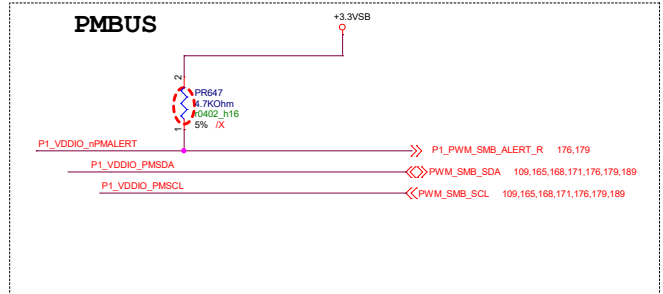 PMBUS
+3.3VSB
2
PR647
4.7KOhm
r0402_h16
5% /X
1
P1_VDDIO_nPMALERT
P1_PWM_SMB_ALERT_R 176,179
P1_VDDIO_PMSDA
PWM_SMB_SDA 109,165,168,171,176,179,189
P1_VDDIO_PMSCL
PWM_SMB_SCL 109,165,168,171,176,179,189